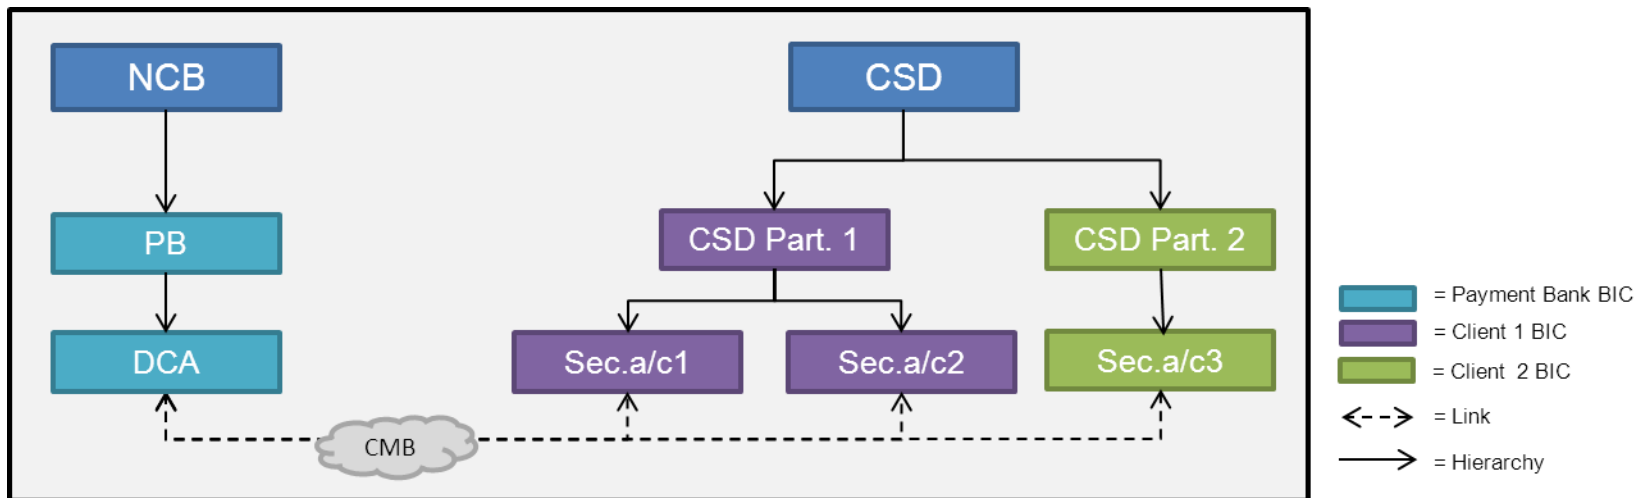 NCB
CSD
PB
CSD Part. 1
CSD Part. 2
DCA
Sec.a/c1
Sec.a/c2
Sec.a/c3
CMB
= Payment Bank BIC
= Client 1 BIC
= Client 2 BIC
= Link
= Hierarchy